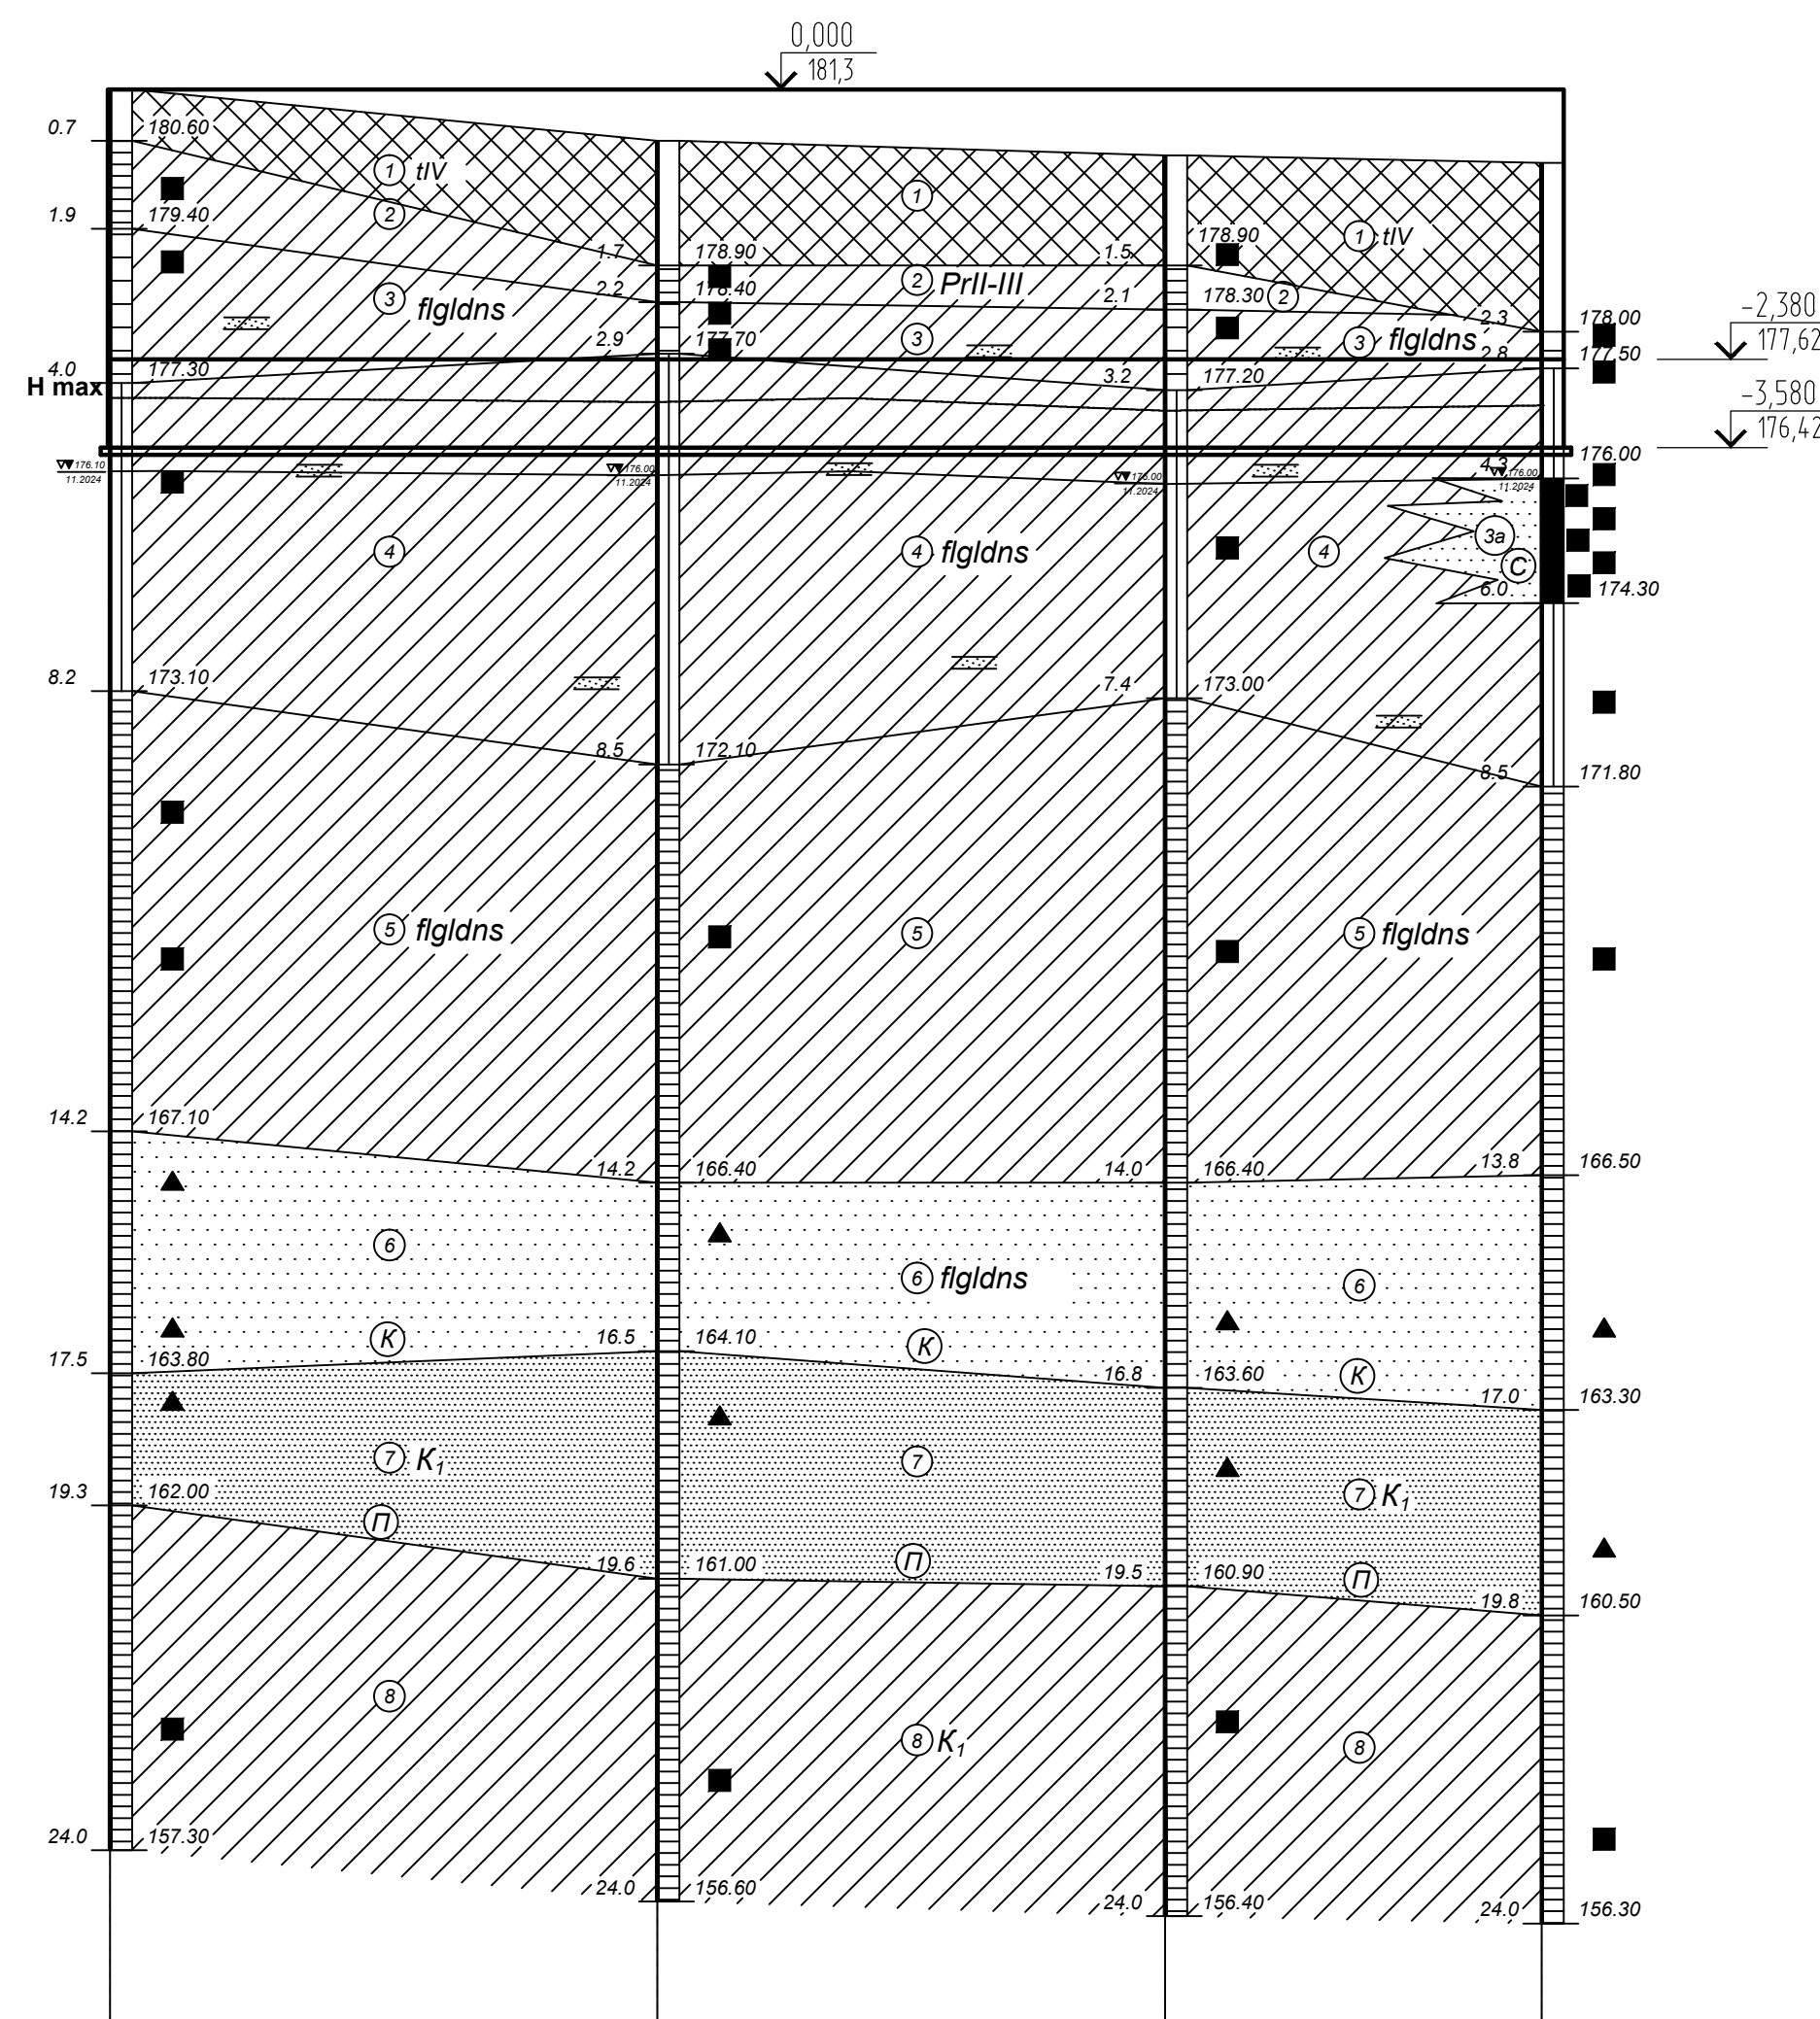 0,000
181,3
0.7 180.60
1 tIV
1
1.9 179.40
2
178.90
1 tIV
1.7 178.90 1.5
2 PrII-III
3 flgldns
2.2 178.40 2.1 178.30 2
-2,380
2.3 178.00
177,62
2.9 177.70
3
3 flgldns
2.8 177.50
4.0 177.30
3.2 177.20
H max
-3,580
176,42
176.00
4.3
176.10
11.2024
176.00
11.2024
176.00
11.2024
176.00
11.2024
3а
4
4 flgldns
4
С
6.0 174.30
8.2 173.10
7.4 173.00
8.5 172.10
8.5 171.80
5 flgldns
5
5 flgldns
14.2 167.10
14.2 166.40
14.0 166.40
13.8 166.50
6
6 flgldns
6
К
16.5 164.10
К
17.5 163.80
16.8 163.60
К
17.0 163.30
7 К1
7
7 К1
19.3 162.00
П
19.6 161.00
П
19.5 160.90
П
19.8 160.50
8
8 К1
8
24.0 157.30
24.0 156.60
24.0 156.40
24.0 156.30